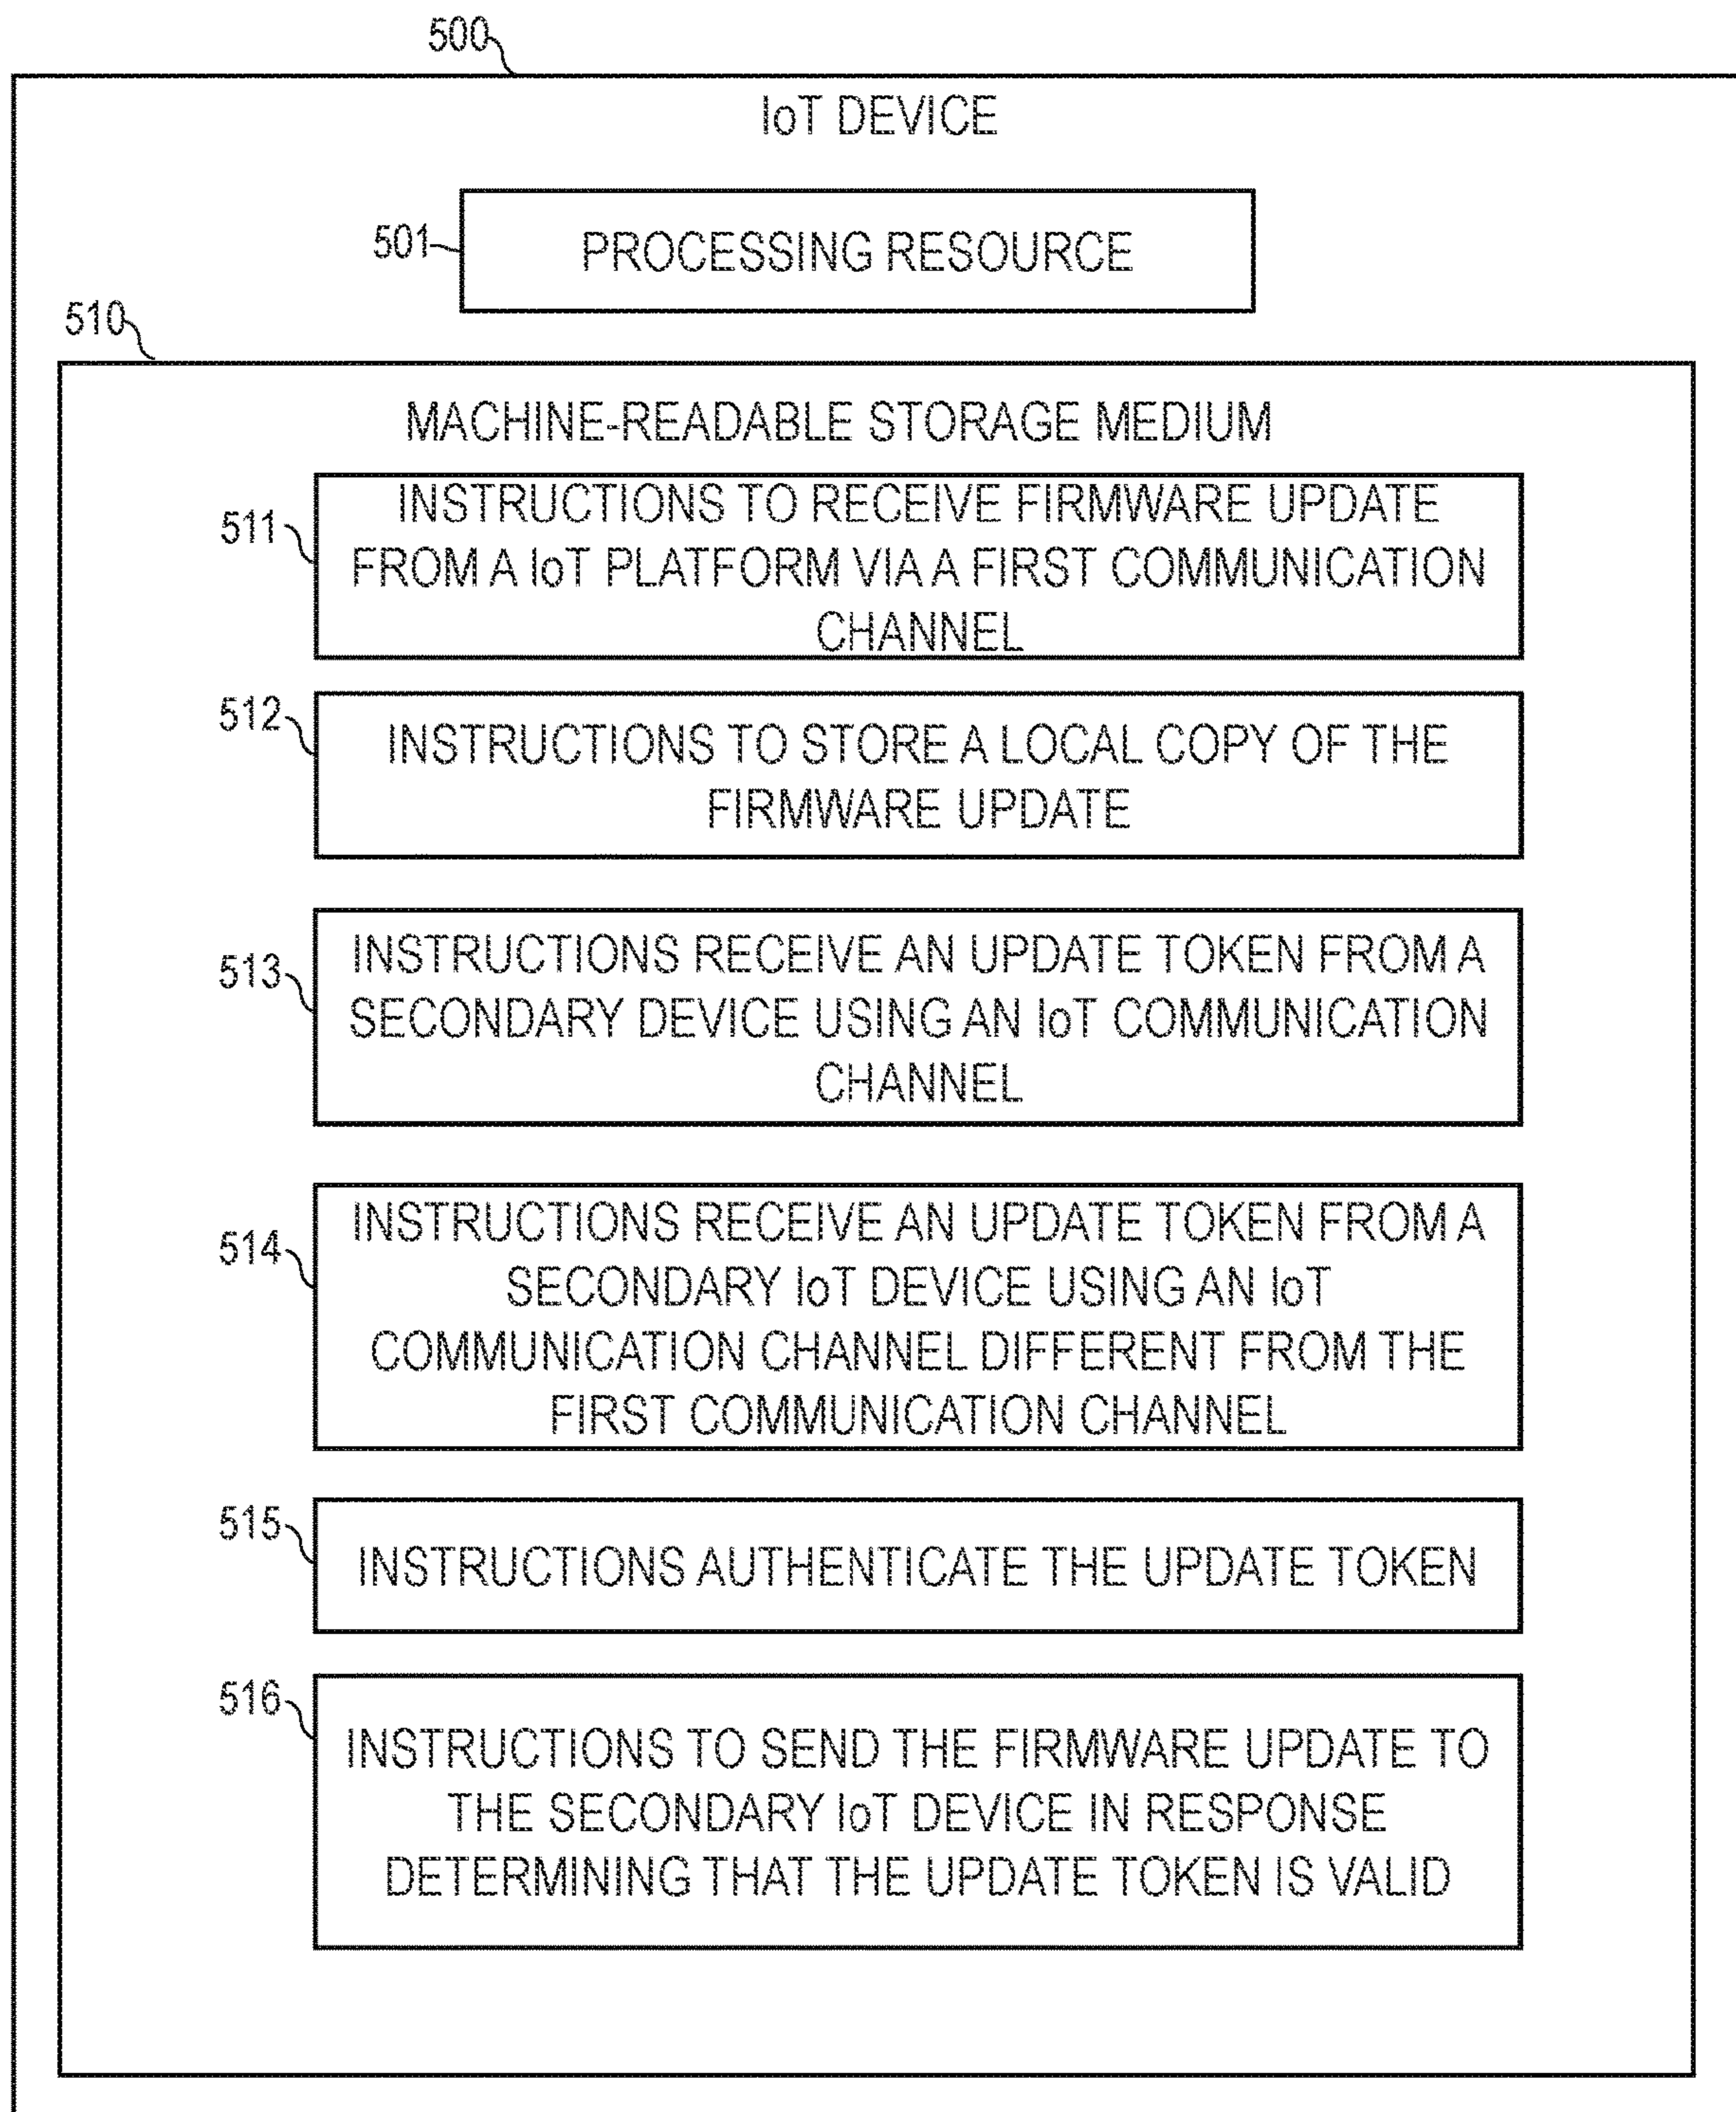 500
IoT DEVICE
501
PROCESSING RESOURCE
510
MACHINE-READABLE STORAGE MEDIUM
511
INSTRUCTIONS TO RECEIVE FIRMWARE UPDATE
FROM A IoT PLATFORM VIA A FIRST COMMUNICATION
CHANNEL
512
INSTRUCTIONS TO STORE A LOCAL COPY OF THE
FIRMWARE UPDATE
513
INSTRUCTIONS RECEIVE AN UPDATE TOKEN FROM A
SECONDARY DEVICE USING AN IoT COMMUNICATION
CHANNEL
514
INSTRUCTIONS RECEIVE AN UPDATE TOKEN FROM A
SECONDARY IoT DEVICE USING AN IoT
COMMUNICATION CHANNEL DIFFERENT FROM THE
FIRST COMMUNICATION CHANNEL
515
INSTRUCTIONS AUTHENTICATE THE UPDATE TOKEN
516
INSTRUCTIONS TO SEND THE FIRMWARE UPDATE TO
THE SECONDARY IoT DEVICE IN RESPONSE
DETERMINING THAT THE UPDATE TOKEN IS VALID